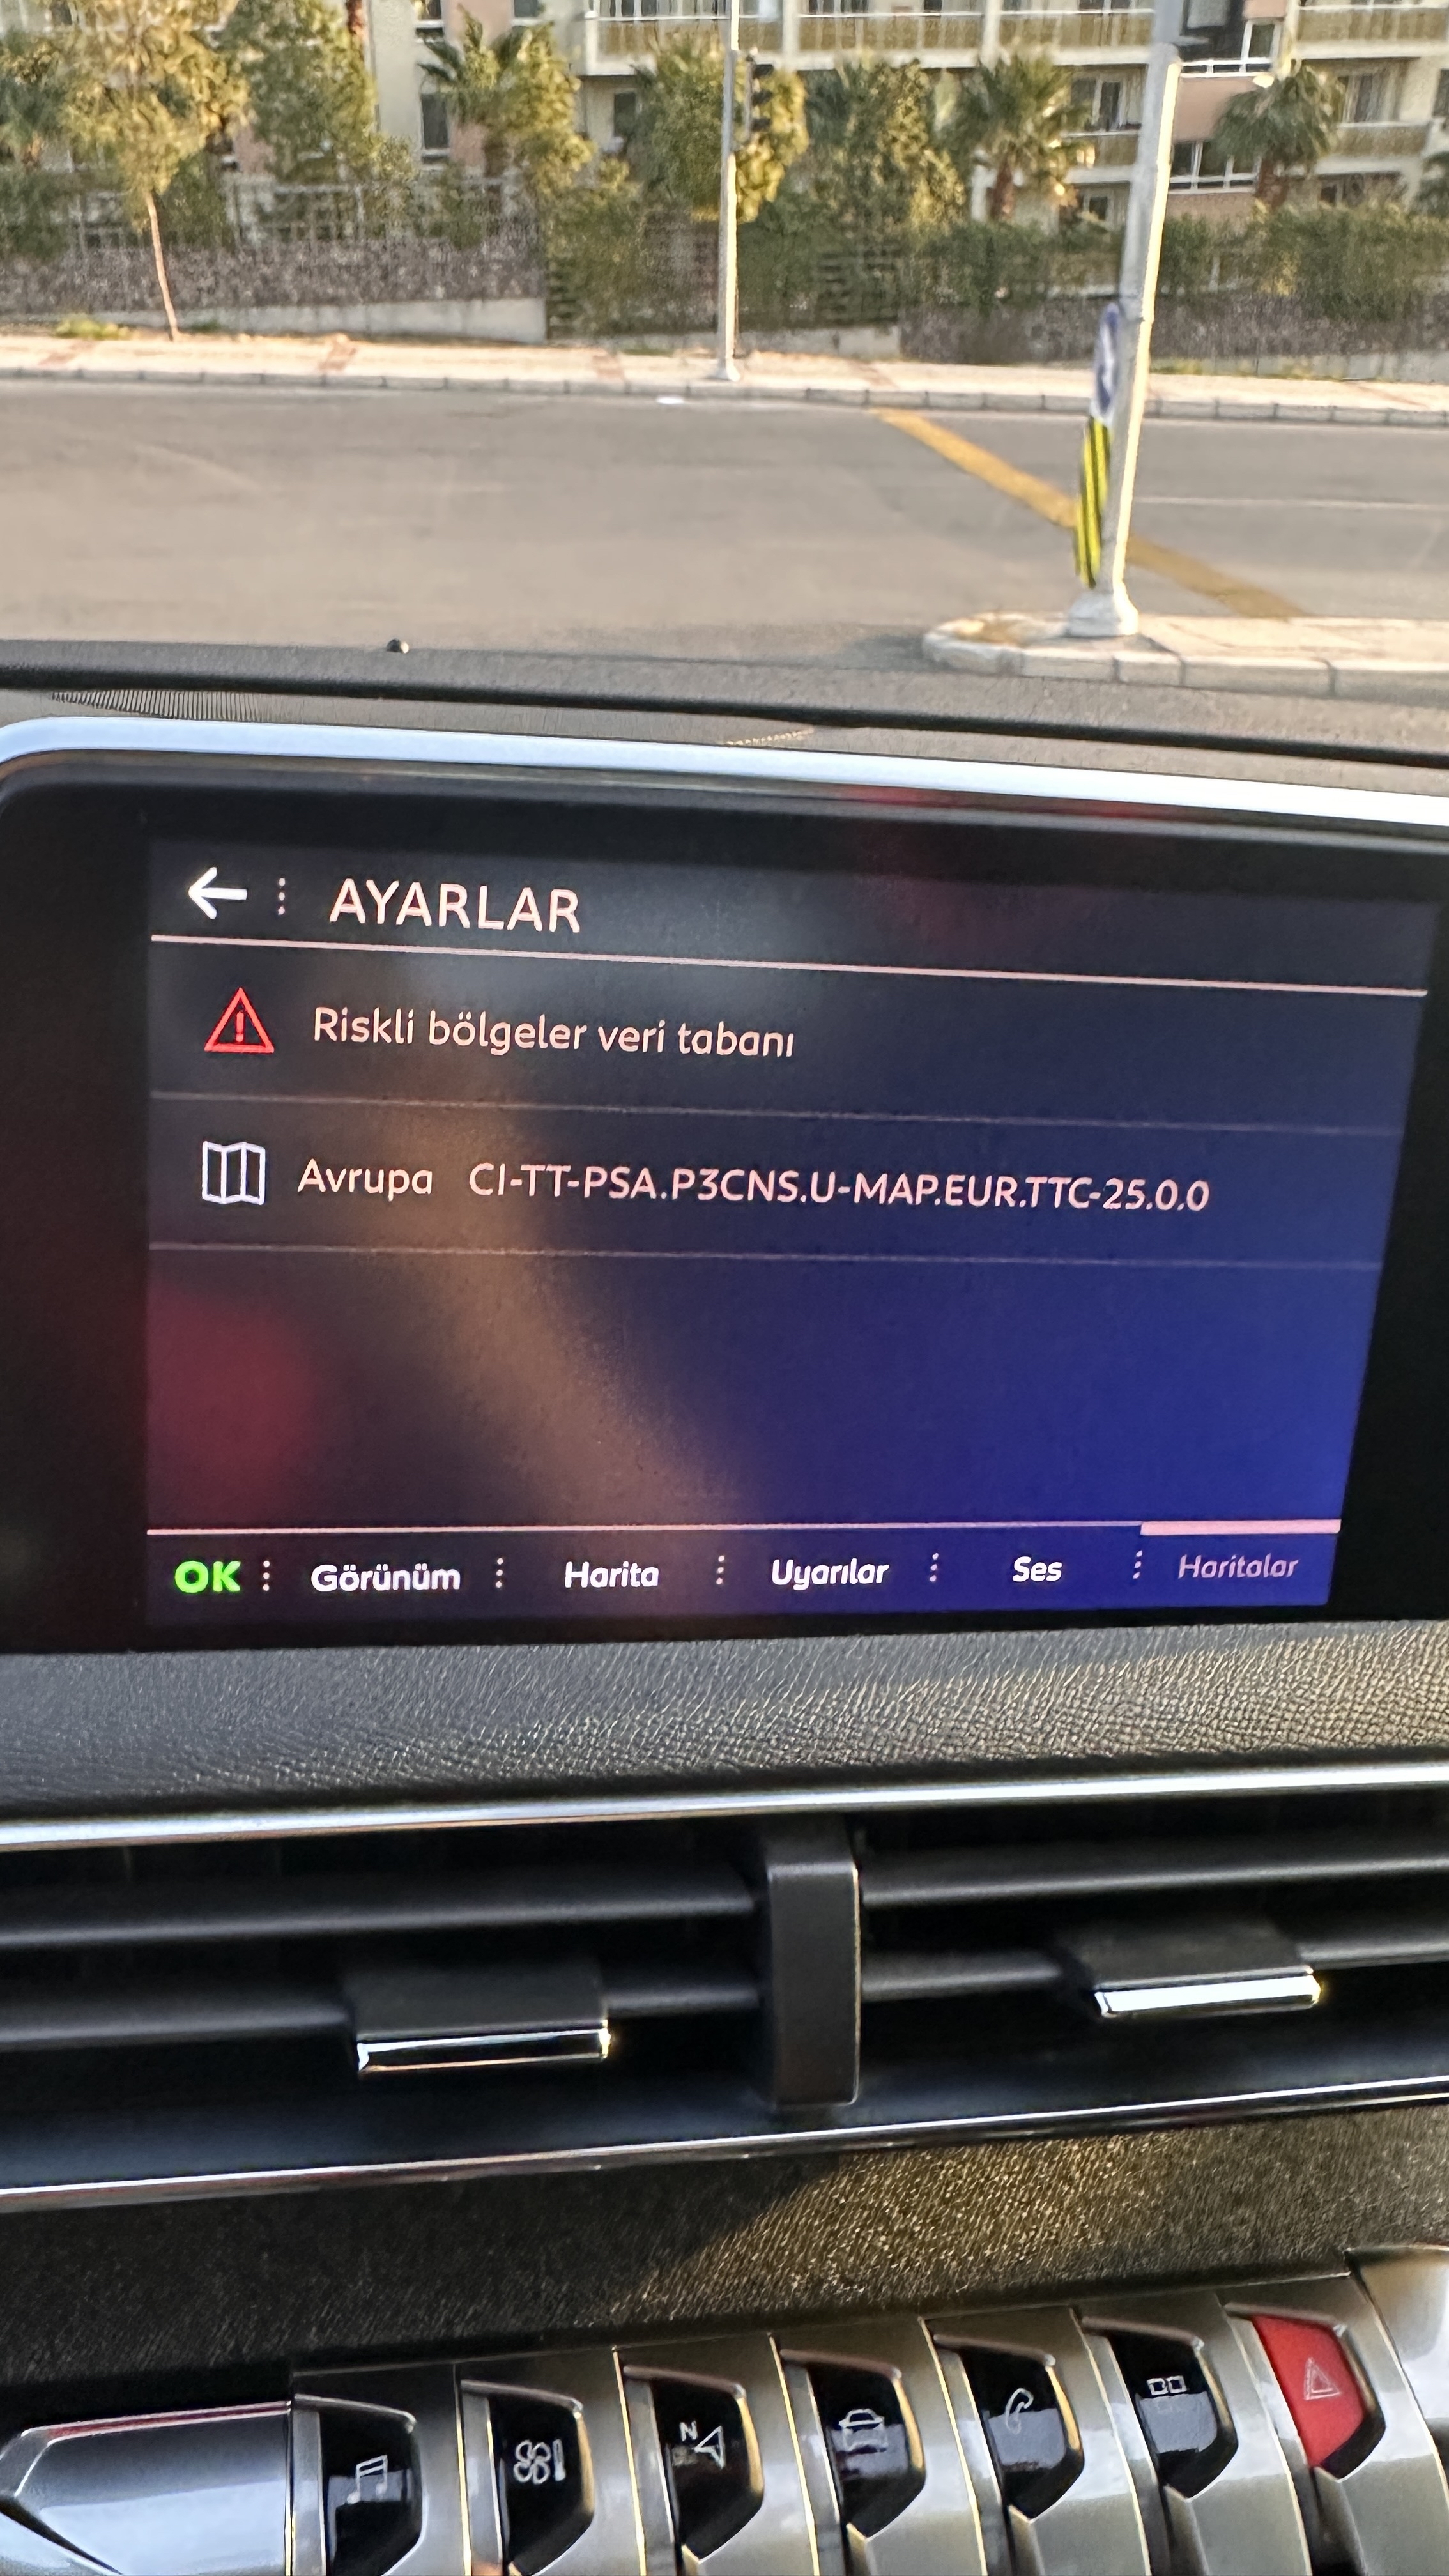 AYARLAR
Riskli bölgeler veri tabanı
Avrupa CI-TT-PSA.P3CNS.U-MAP.EUR.TTC-25.0.0
OK Görünüm Harita Uyarılar Ses Haritalar
N